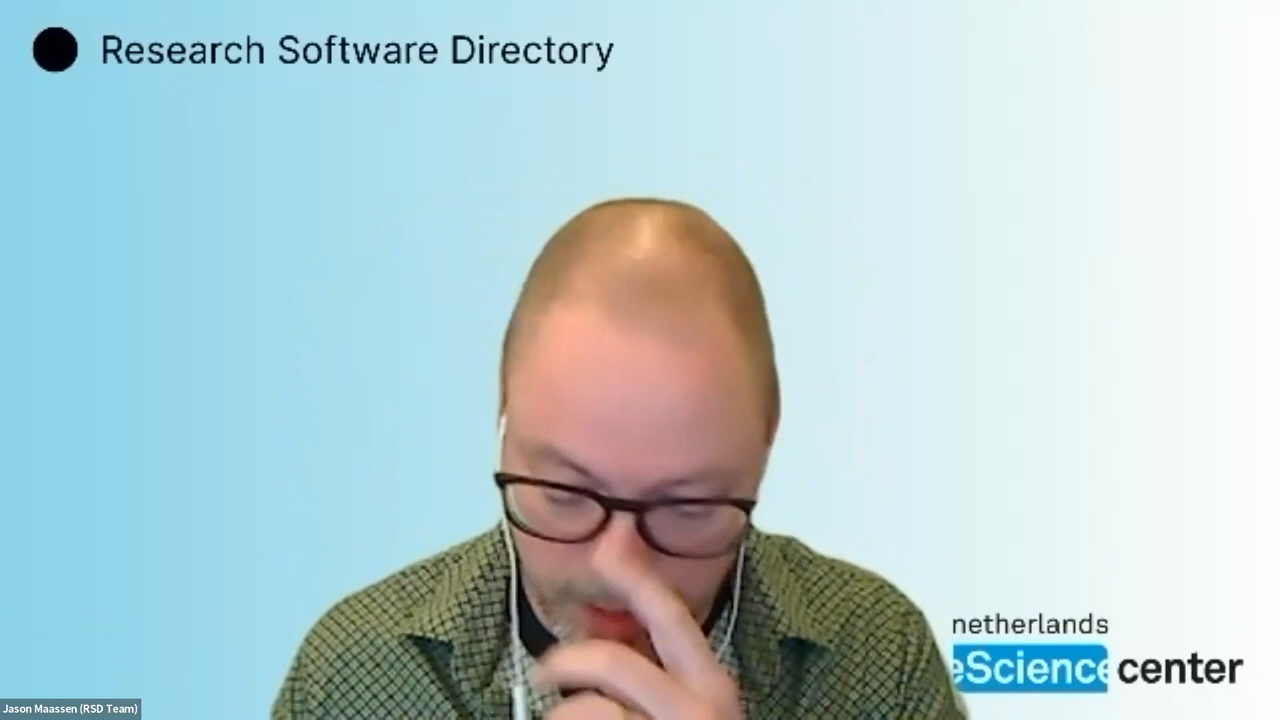 Research Software Directory
netherlands
eScience center
Jason Maassen (RSD Team)